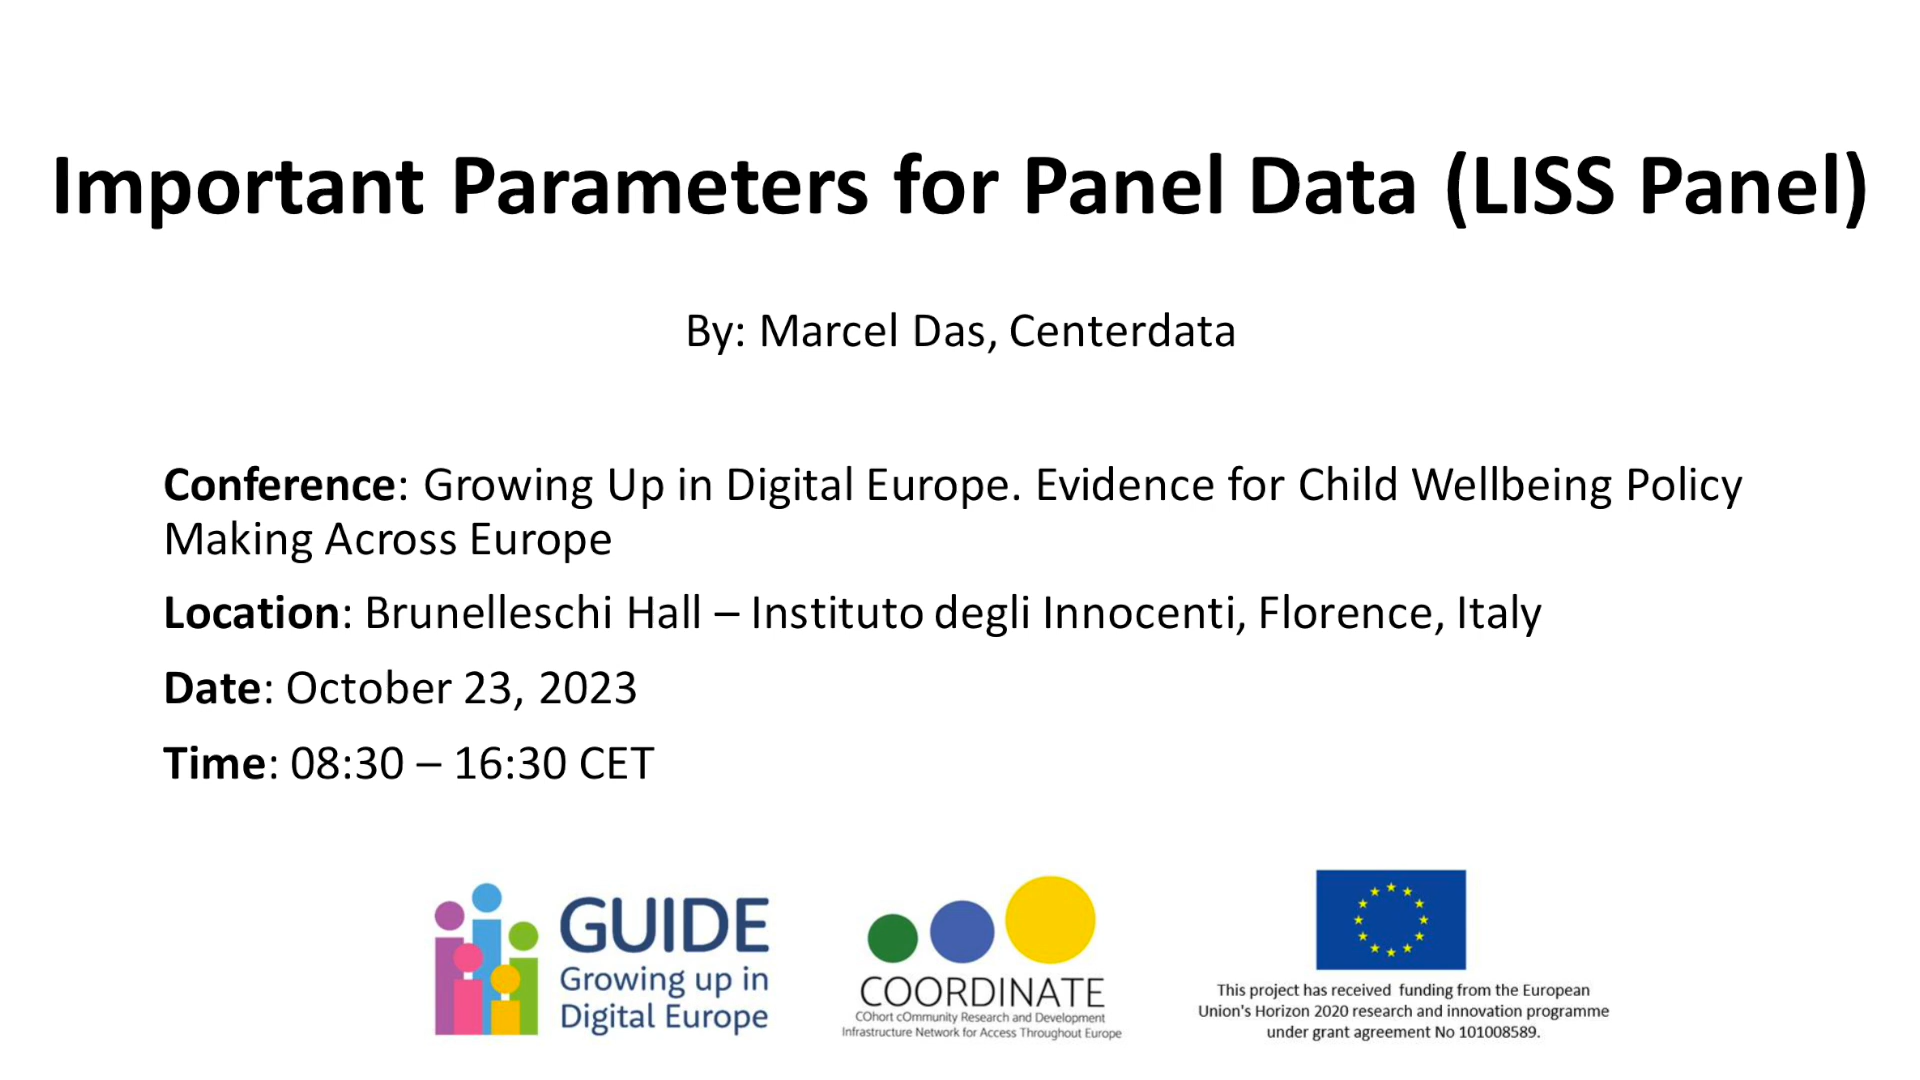 Important Parameters for Panel Data (LISS Panel)
By: Marcel Das, Centerdata
Conference: Growing Up in Digital Europe. Evidence for Child Wellbeing Policy
Making Across Europe
Location: Brunelleschi Hall – Instituto degli Innocenti, Florence, Italy
Date: October 23, 2023
Time: 08:30 – 16:30 CET
GUIDE
Growing up in
Digital Europe
COORDINATE
COhort cOmmunity Research and Development
Infrastructure Network for Access Throughout Europe
This project has received funding from the European
Union's Horizon 2020 research and innovation programme
under grant agreement No 101008589.